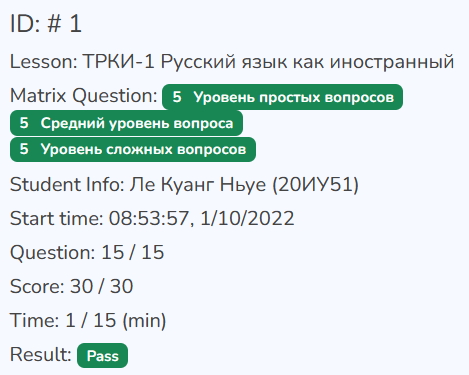 ID: # 1
Lesson: ТРКИ-1 Русский язык как иностранный
Matrix Question: 5 Уровень простых вопросов
5 Средний уровень вопроса
5 Уровень сложных вопросов
Student Info: Ле Куанг Ньуе (20ИУ51)
Start time: 08:53:57, 1/10/2022
Question: 15 / 15
Score: 30 / 30
Time: 1 / 15 (min)
Result: Pass